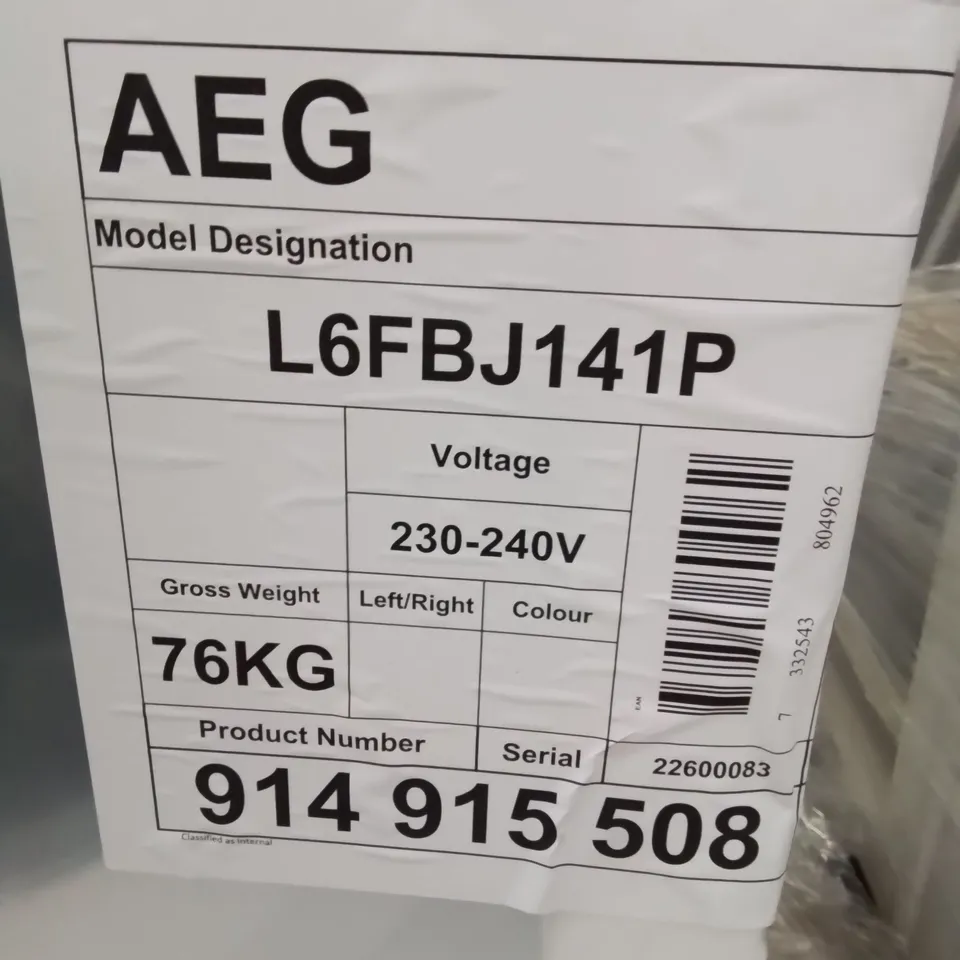 AEG
Model Designation
L6FBJ141P
Voltage
230-240V
Gross Weight
Left/Right
Colour
76KG
EAN
7 332543 804962
Product Number
Serial
22600083
914 915 508
Classified as Internal